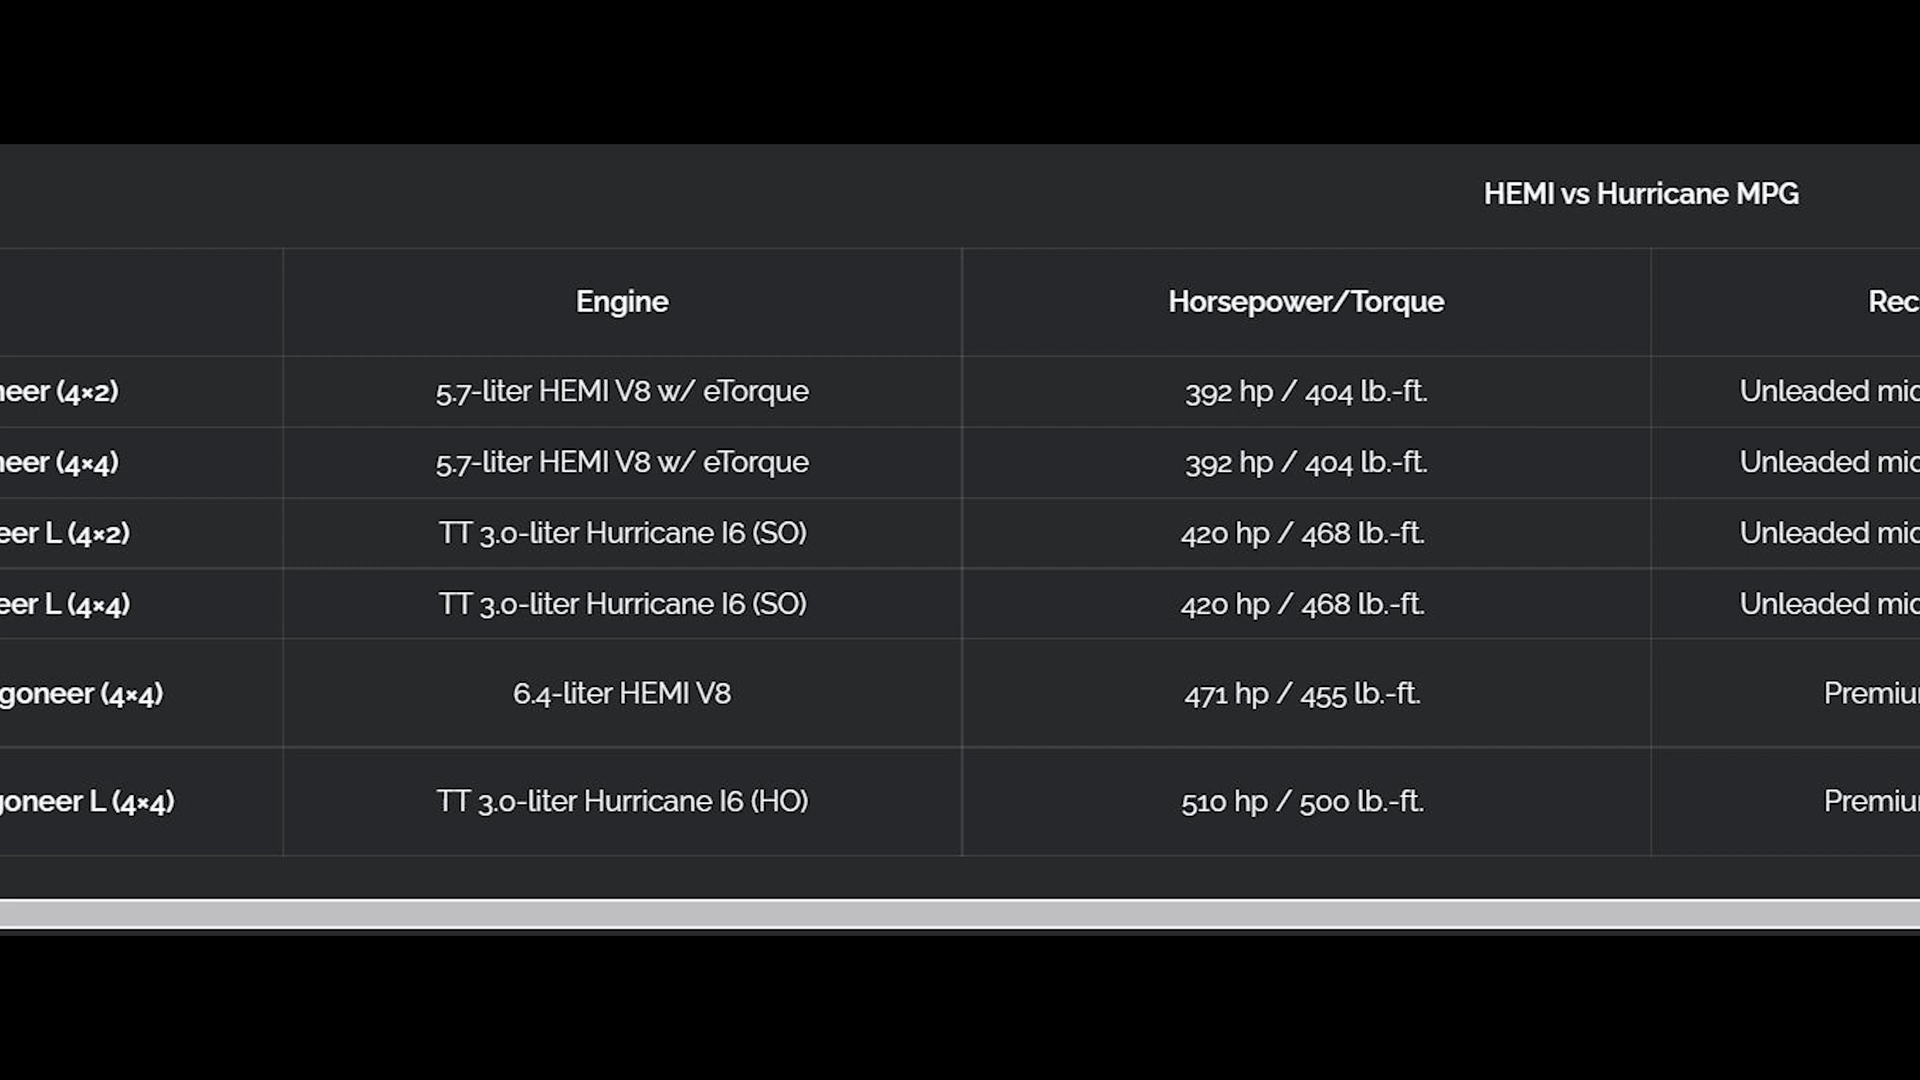 HEMI vs Hurricane MPG
Engine Horsepower/Torque Rec
neer (4×2) 5.7-liter HEMI V8 w/ eTorque 392 hp / 404 lb.-ft. Unleaded mid
neer (4×4) 5.7-liter HEMI V8 w/ eTorque 392 hp / 404 lb.-ft. Unleaded mid
eer L (4×2) TT 3.0-liter Hurricane I6 (SO) 420 hp / 468 lb.-ft. Unleaded mid
eer L (4×4) TT 3.0-liter Hurricane I6 (SO) 420 hp / 468 lb.-ft. Unleaded mid
goneer (4×4) 6.4-liter HEMI V8 471 hp / 455 lb.-ft. Premiu
goneer L (4×4) TT 3.0-liter Hurricane I6 (HO) 510 hp / 500 lb.-ft. Premiu